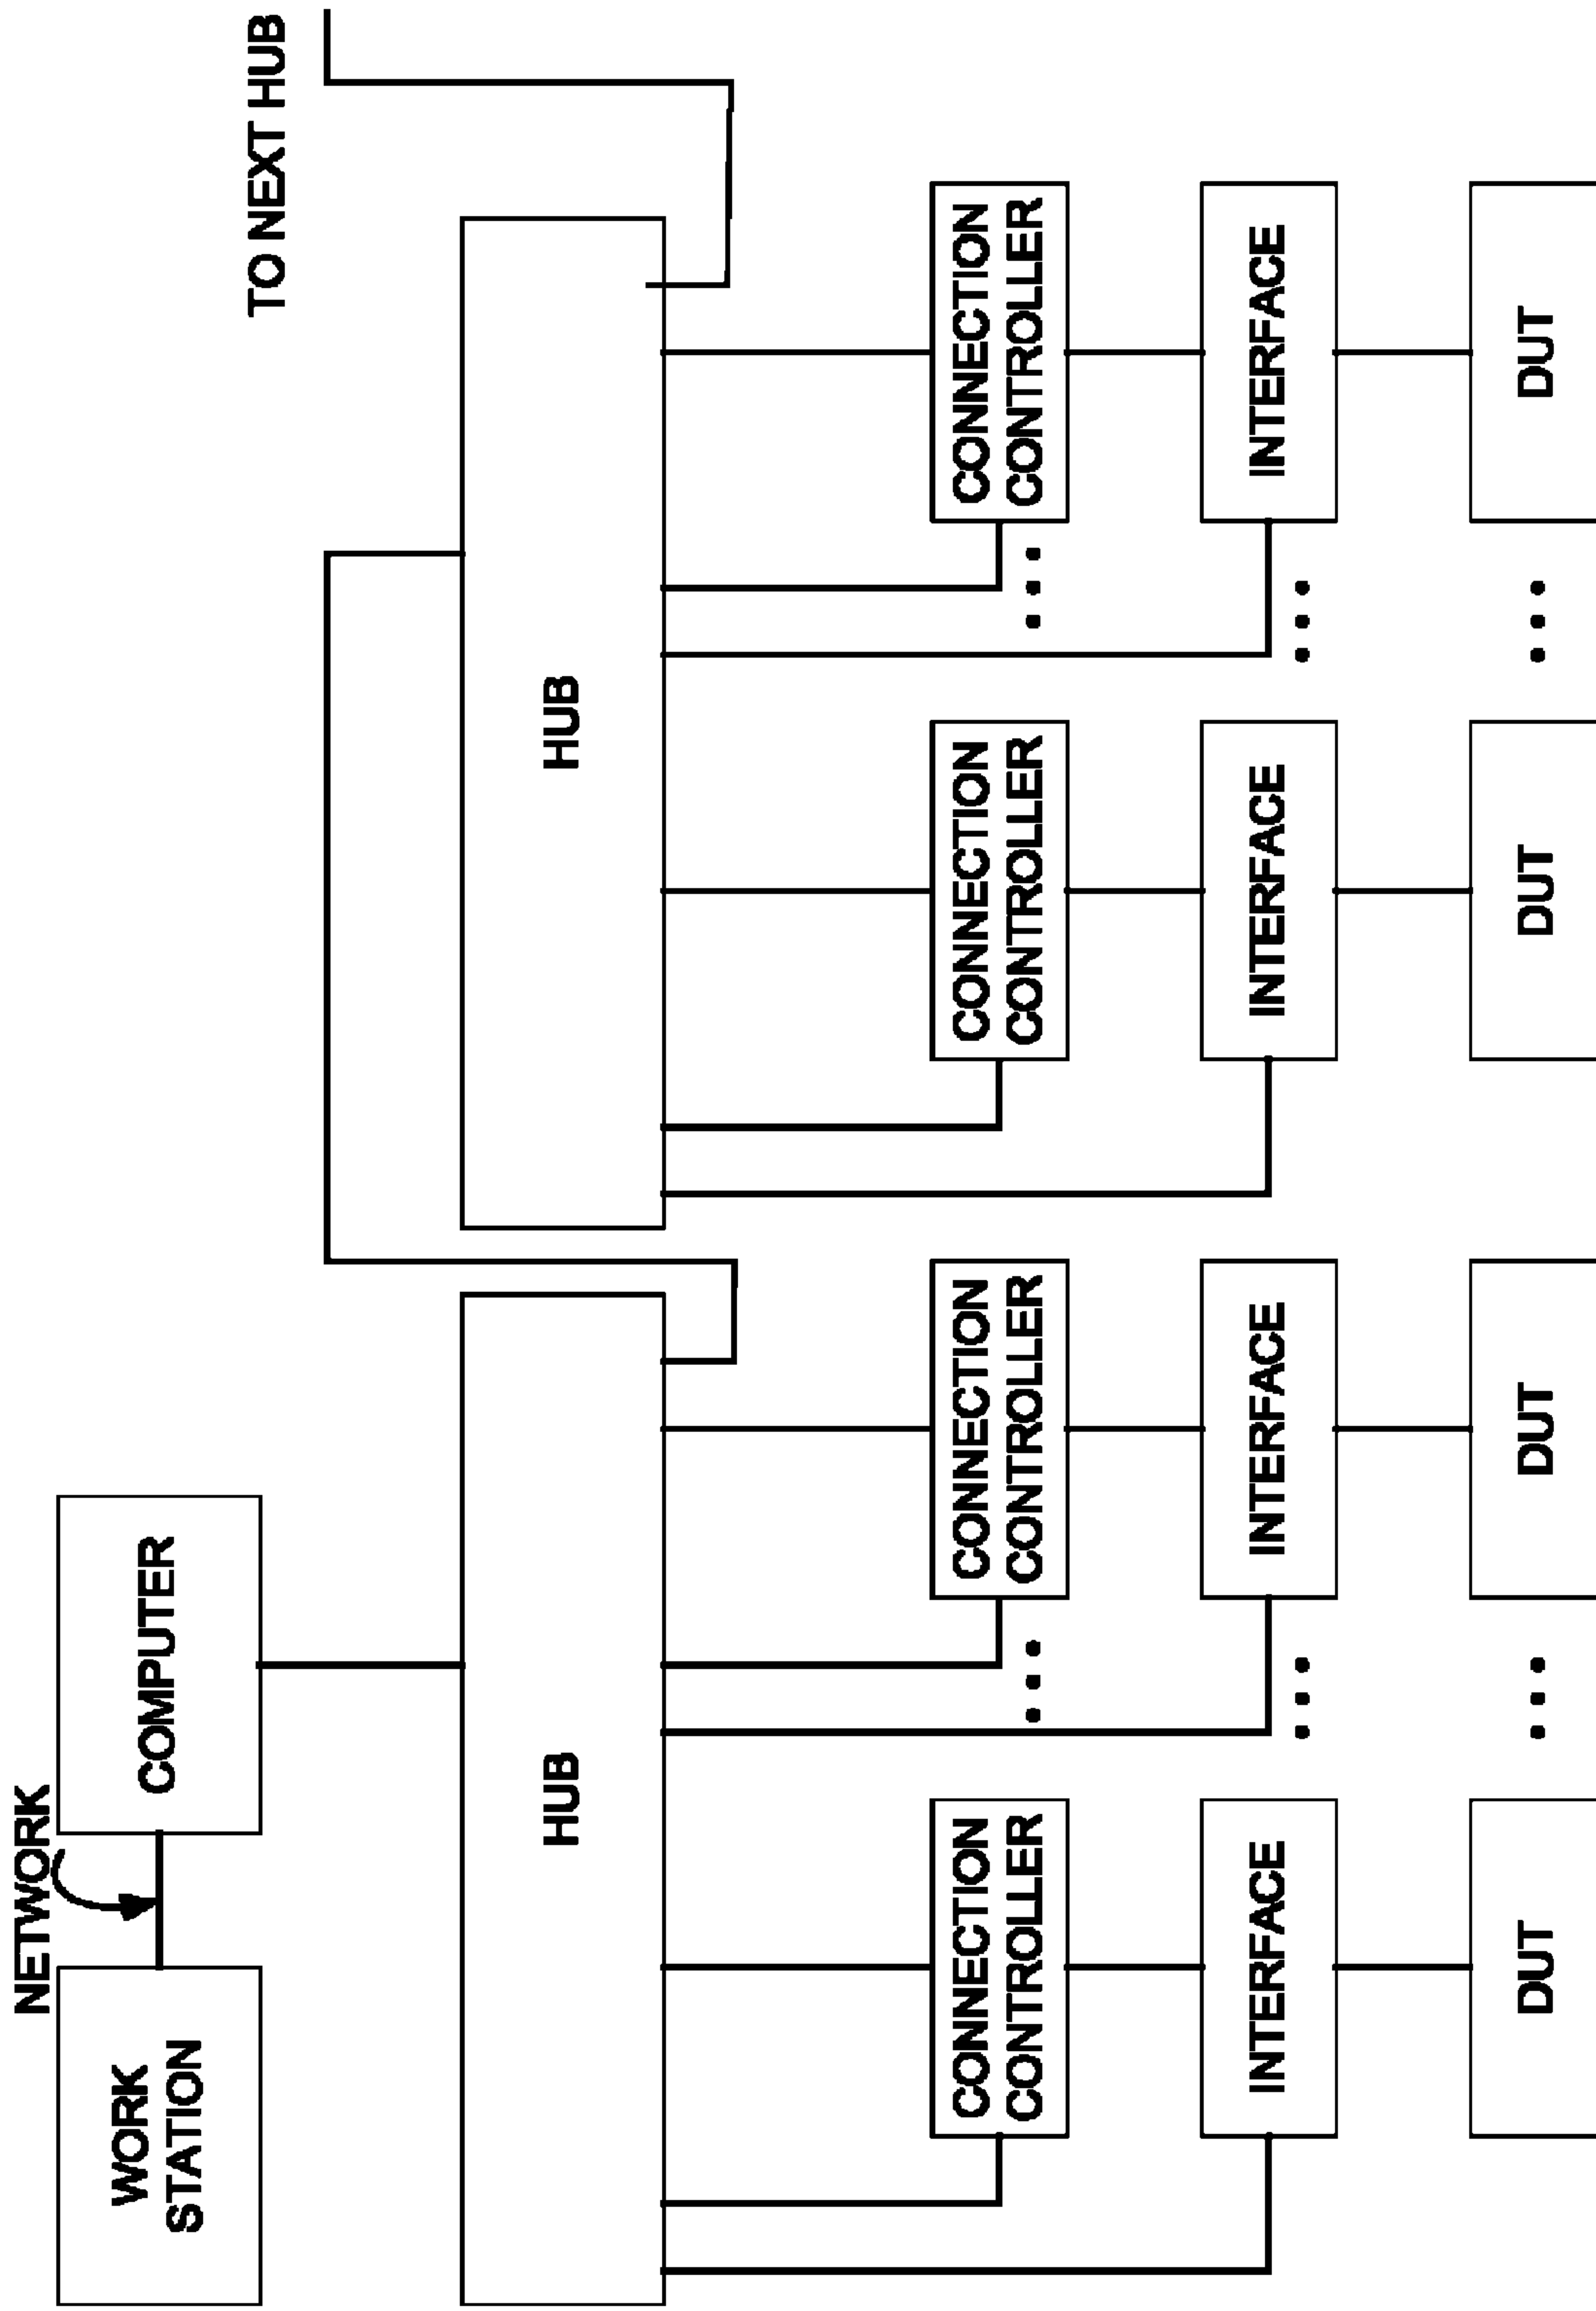 NETWORK
WORK
STATION
COMPUTER
TO NEXT HUB
HUB
HUB
CONNECTION
CONTROLLER
CONNECTION
CONTROLLER
CONNECTION
CONTROLLER
CONNECTION
CONTROLLER
INTERFACE
INTERFACE
INTERFACE
INTERFACE
DUT
DUT
DUT
DUT